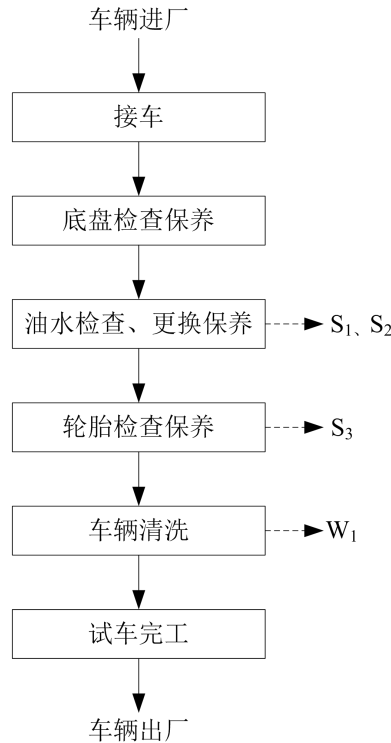 车辆进厂
接车
底盘检查保养
油水检查、更换保养
S₁、S₂
轮胎检查保养
S₃
车辆清洗
W₁
试车完工
车辆出厂